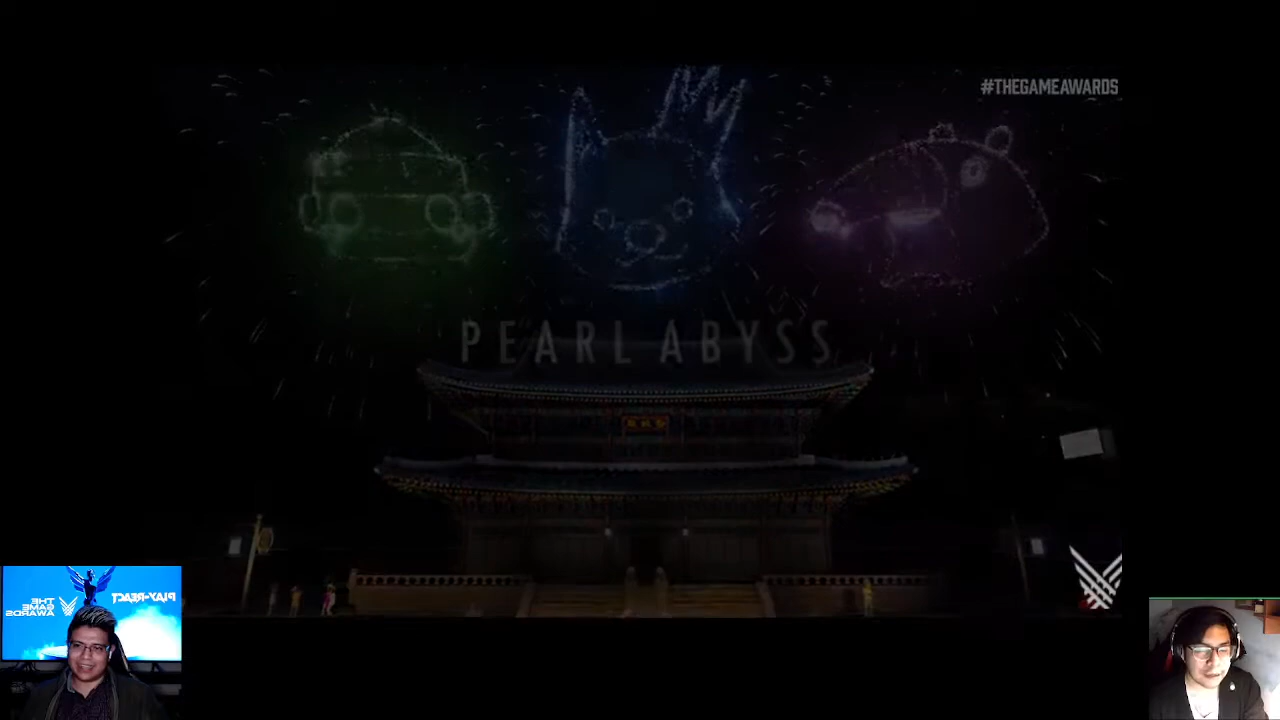 #THEGAMEAWARDS
PEARL ABYSS
PLAY-REACT
THE
GAME
AWARDS